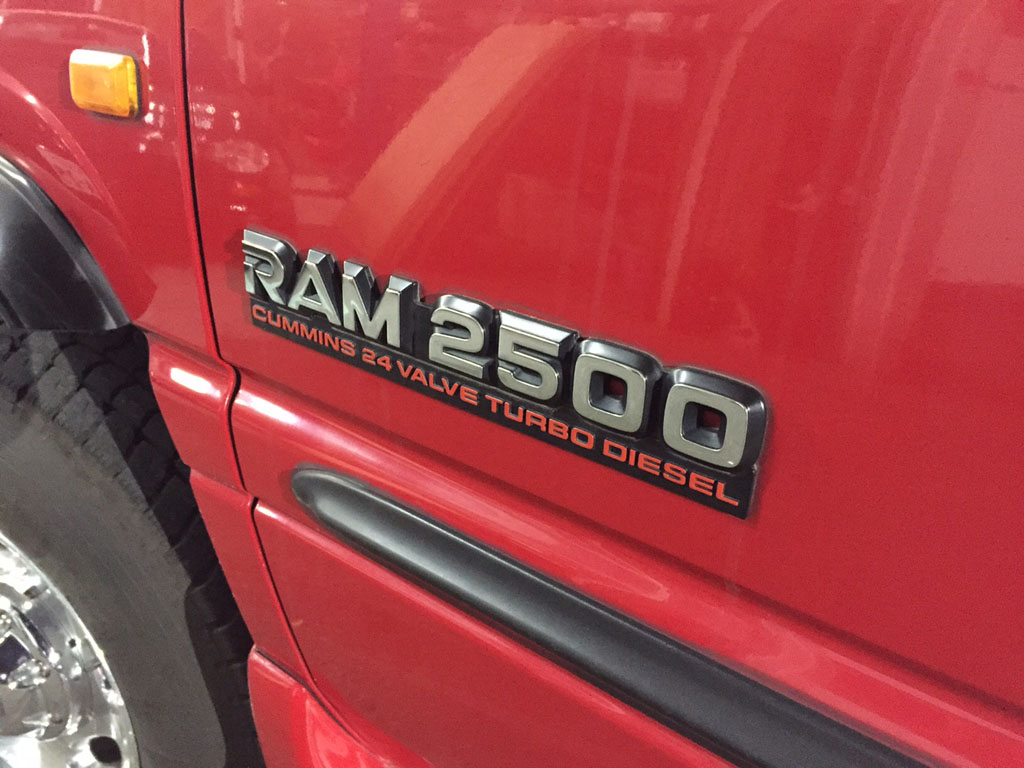 RAM 2500
CUMMINS 24 VALVE TURBO DIESEL